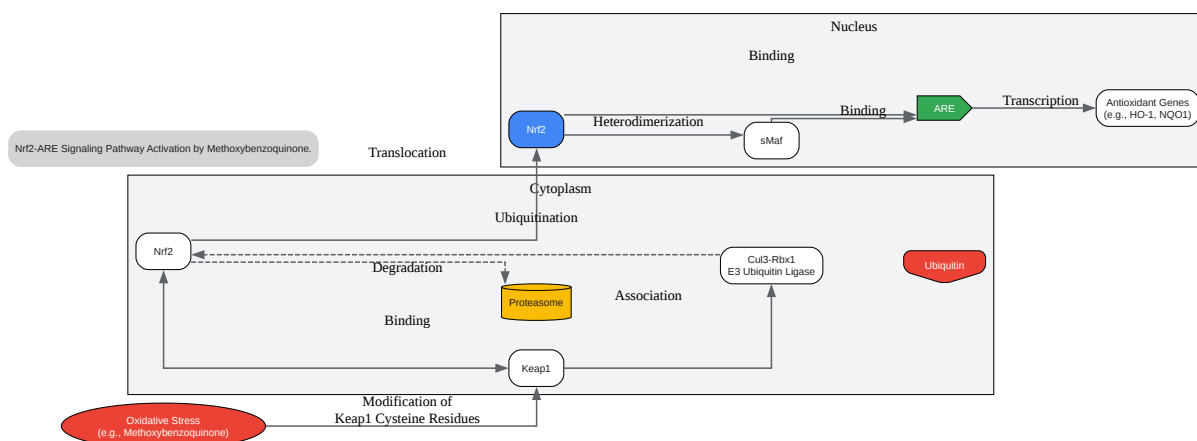 Nucleus
Binding
ARE
Transcription
Antioxidant Genes
(e.g., HO-1, NQO1)
Binding
Nrf2
Heterodimerization
sMaf
Nrf2-ARE Signaling Pathway Activation by Methoxybenzoquinone.
Translocation
Cytoplasm
Ubiquitination
Nrf2
Cul3-Rbx1
E3 Ubiquitin Ligase
Ubiquitin
Degradation
Proteasome
Association
Binding
Keap1
Modification of
Keap1 Cysteine Residues
Oxidative Stress
(e.g., Methoxybenzoquinone)